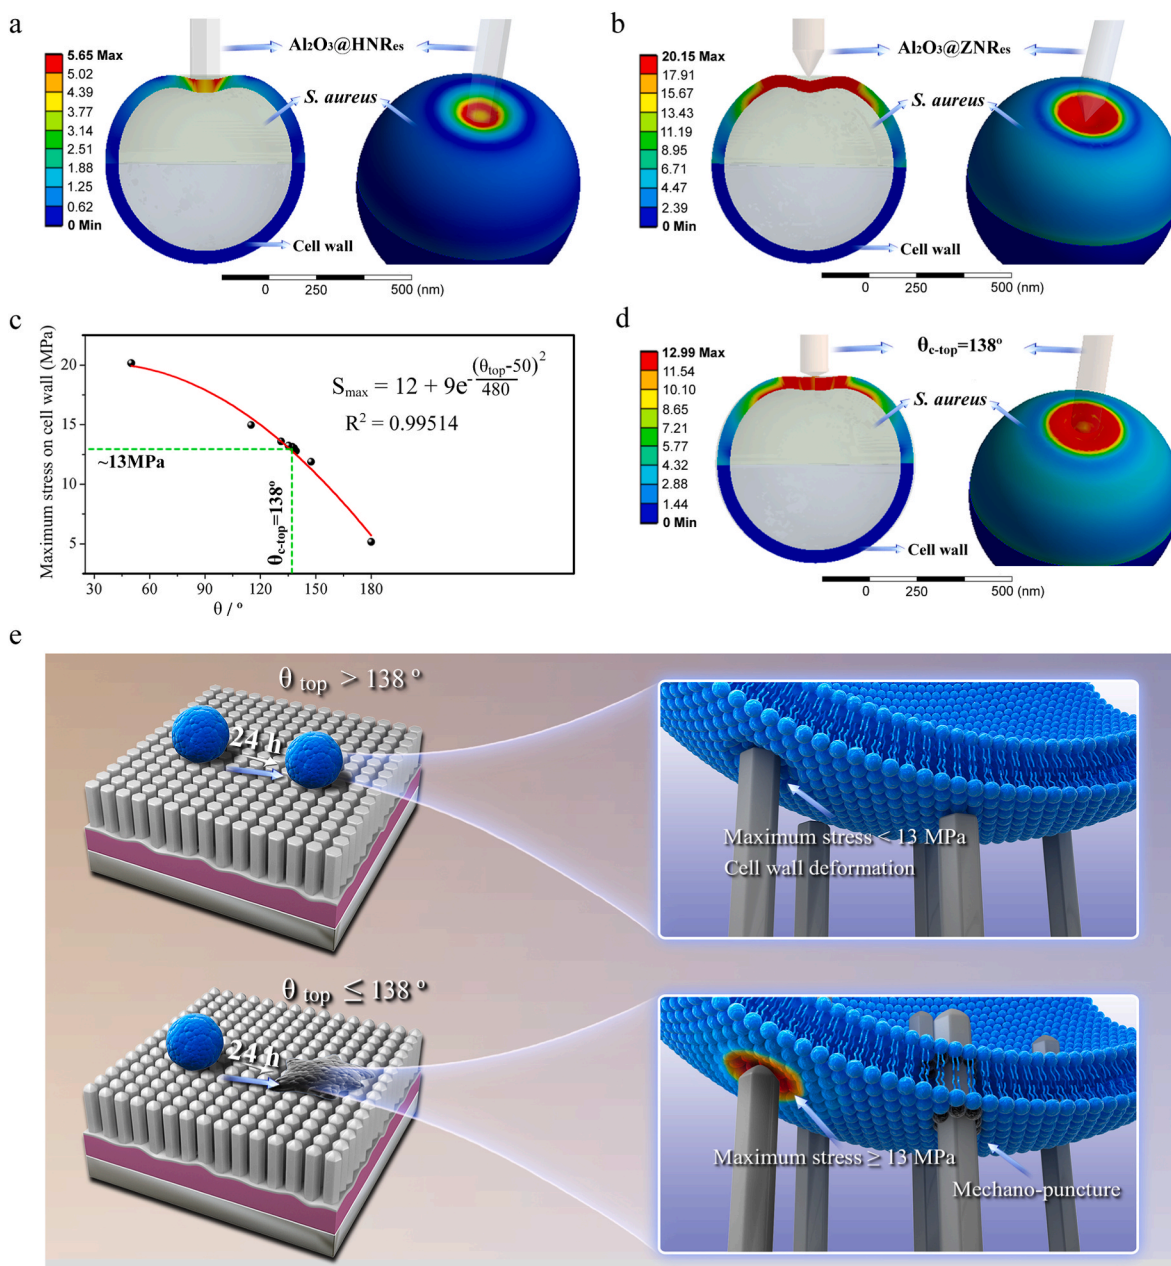 a
Al₂O₃@HNRes
5.65 Max
5.02
4.39
3.77
3.14
2.51
1.88
1.25
0.62
0 Min
S. aureus
Cell wall
0 250 500 (nm)
b
Al₂O₃@ZNRes
20.15 Max
17.91
15.67
13.43
11.19
8.95
6.71
4.47
2.39
0 Min
S. aureus
Cell wall
0 250 500 (nm)
c
Maximum stress on cell wall (MPa)
20
15
10
5
Smax = 12 + 9e-(θtop-50)²/480
R² = 0.99514
~13MPa
θc-top=138º
30 60 90 120 150 180
θ / º
d
θc-top=138º
12.99 Max
11.54
10.10
8.65
7.21
5.77
4.32
2.88
1.44
0 Min
S. aureus
Cell wall
0 250 500 (nm)
e
θ top > 138 º
24 h
Maximum stress < 13 MPa
Cell wall deformation
θ top ≤ 138 º
24 h
Maximum stress ≥ 13 MPa
Mechano-puncture